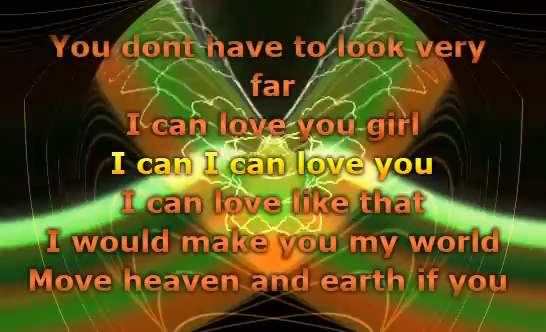 You dont have to look very
far
I can love you girl
I can I can love you
I can love like that
I would make you my world
Move heaven and earth if you